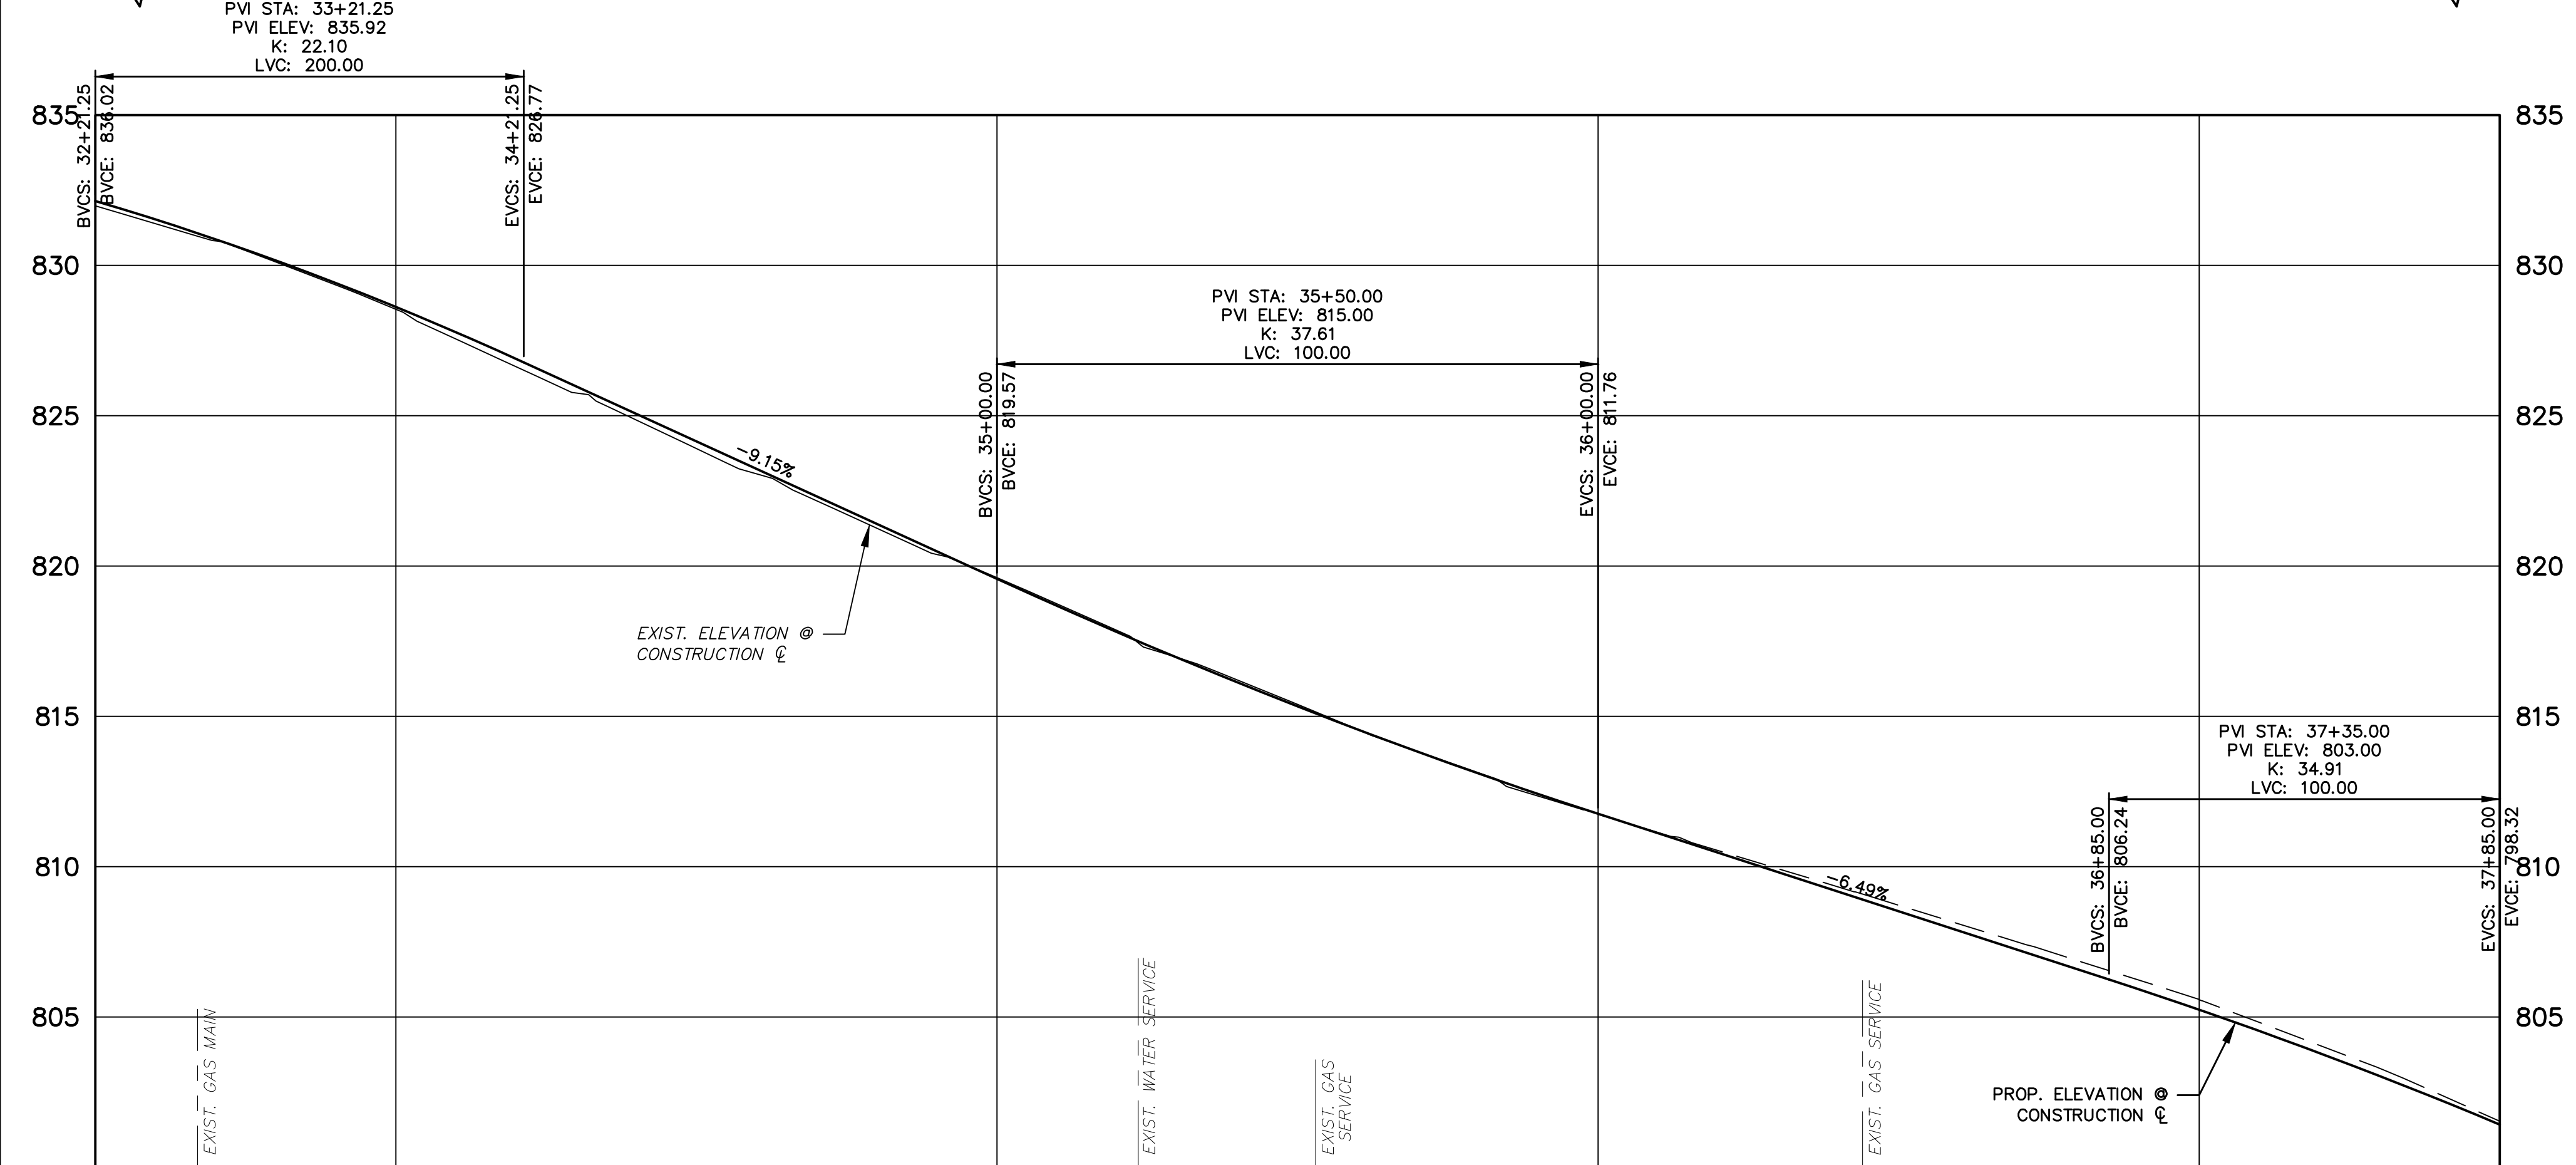 PVI STA: 33+21.25
PVI ELEV: 835.92
K: 22.10
LVC: 200.00
BVCS: 32+21.25
BVCE: 836.02
EVCS: 34+21.25
EVCE: 826.77
835
835
830
830
PVI STA: 35+50.00
PVI ELEV: 815.00
K: 37.61
LVC: 100.00
BVCS: 35+00.00
BVCE: 819.57
EVCS: 36+00.00
EVCE: 811.76
825
825
-9.15%
820
820
EXIST. ELEVATION @
CONSTRUCTION ℄
815
815
PVI STA: 37+35.00
PVI ELEV: 803.00
K: 34.91
LVC: 100.00
BVCS: 36+85.00
BVCE: 806.24
EVCS: 37+85.00
EVCE: 798.32
810
810
-6.49%
805
805
EXIST. GAS MAIN
EXIST. WATER SERVICE
EXIST. GAS
SERVICE
EXIST. GAS SERVICE
PROP. ELEVATION @
CONSTRUCTION ℄